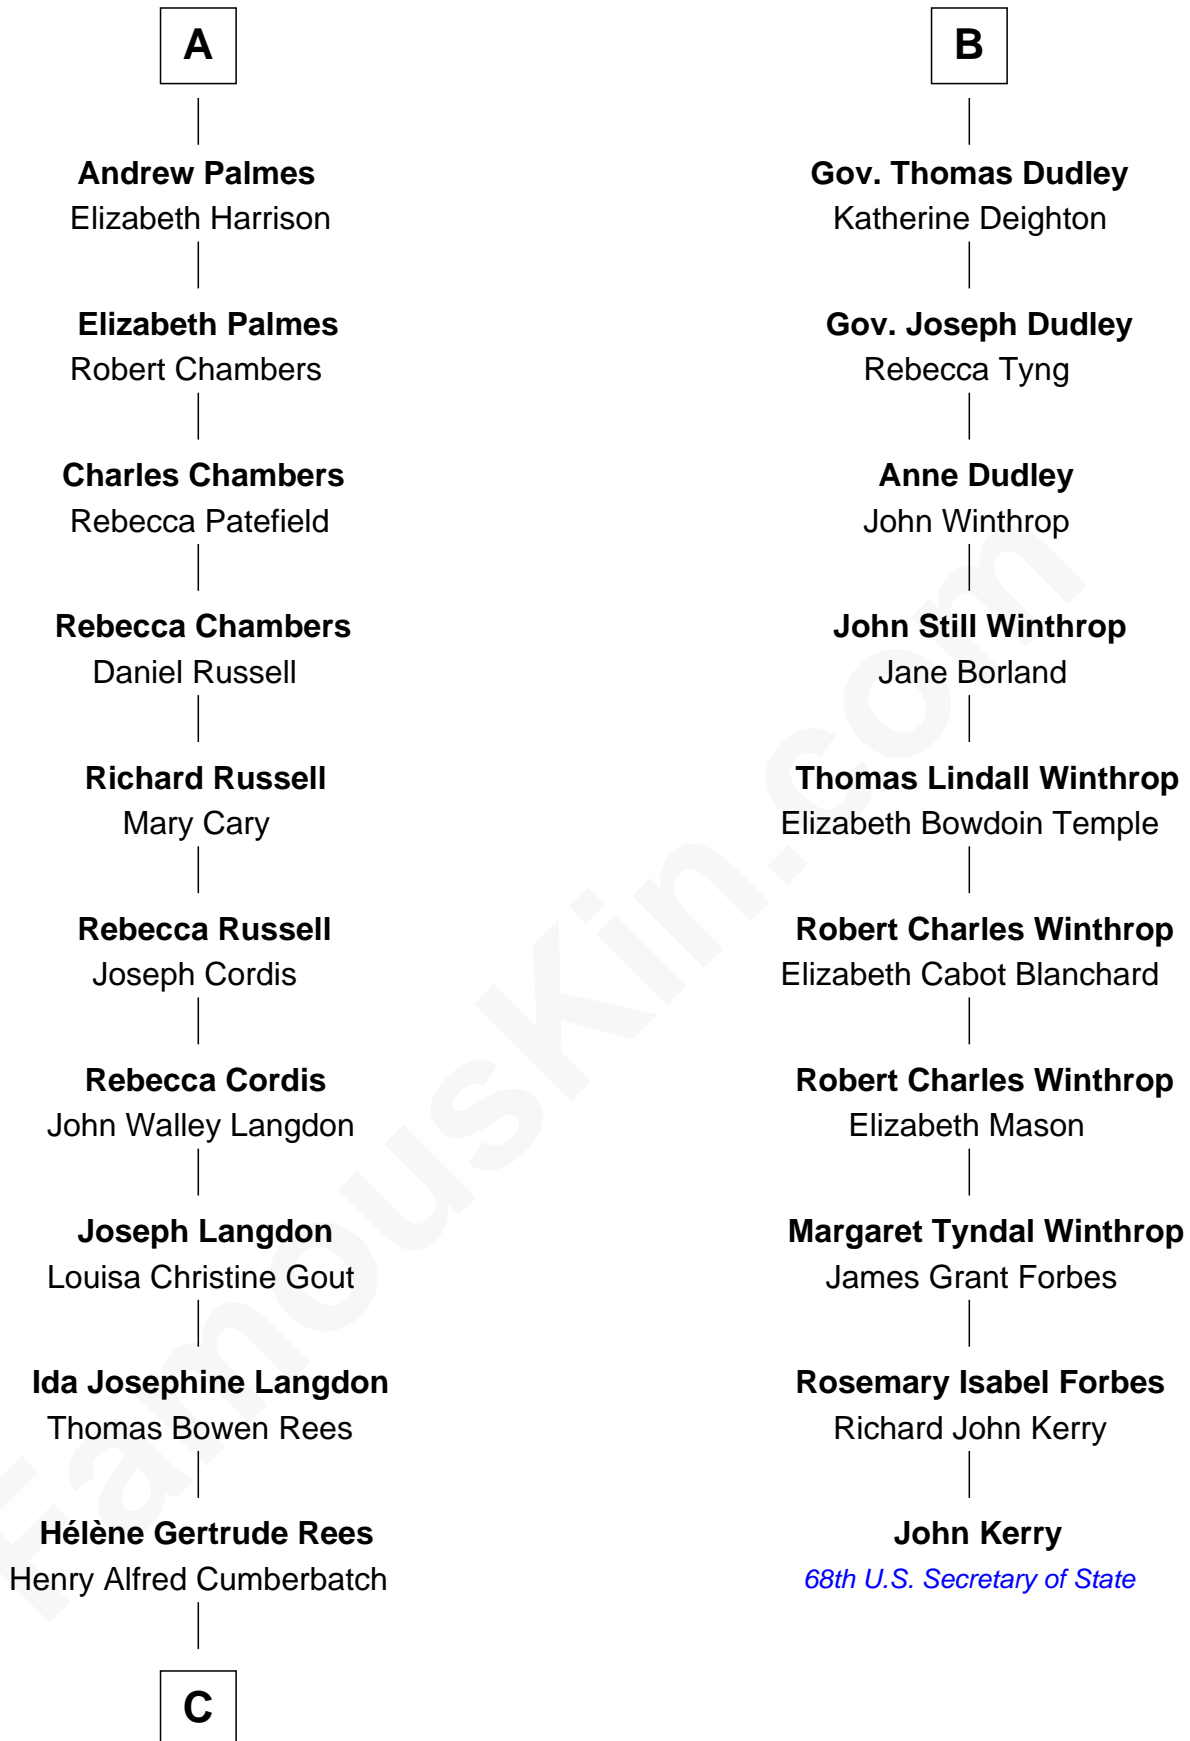 A
Andrew Palmes
Elizabeth Harrison
Elizabeth Palmes
Robert Chambers
Charles Chambers
Rebecca Patefield
Rebecca Chambers
Daniel Russell
Richard Russell
Mary Cary
Rebecca Russell
Joseph Cordis
Rebecca Cordis
John Walley Langdon
Joseph Langdon
Louisa Christine Gout
Ida Josephine Langdon
Thomas Bowen Rees
Hélène Gertrude Rees
Henry Alfred Cumberbatch
C
B
Gov. Thomas Dudley
Katherine Deighton
Gov. Joseph Dudley
Rebecca Tyng
Anne Dudley
John Winthrop
John Still Winthrop
Jane Borland
Thomas Lindall Winthrop
Elizabeth Bowdoin Temple
Robert Charles Winthrop
Elizabeth Cabot Blanchard
Robert Charles Winthrop
Elizabeth Mason
Margaret Tyndal Winthrop
James Grant Forbes
Rosemary Isabel Forbes
Richard John Kerry
John Kerry
68th U.S. Secretary of State
FamousKin.com